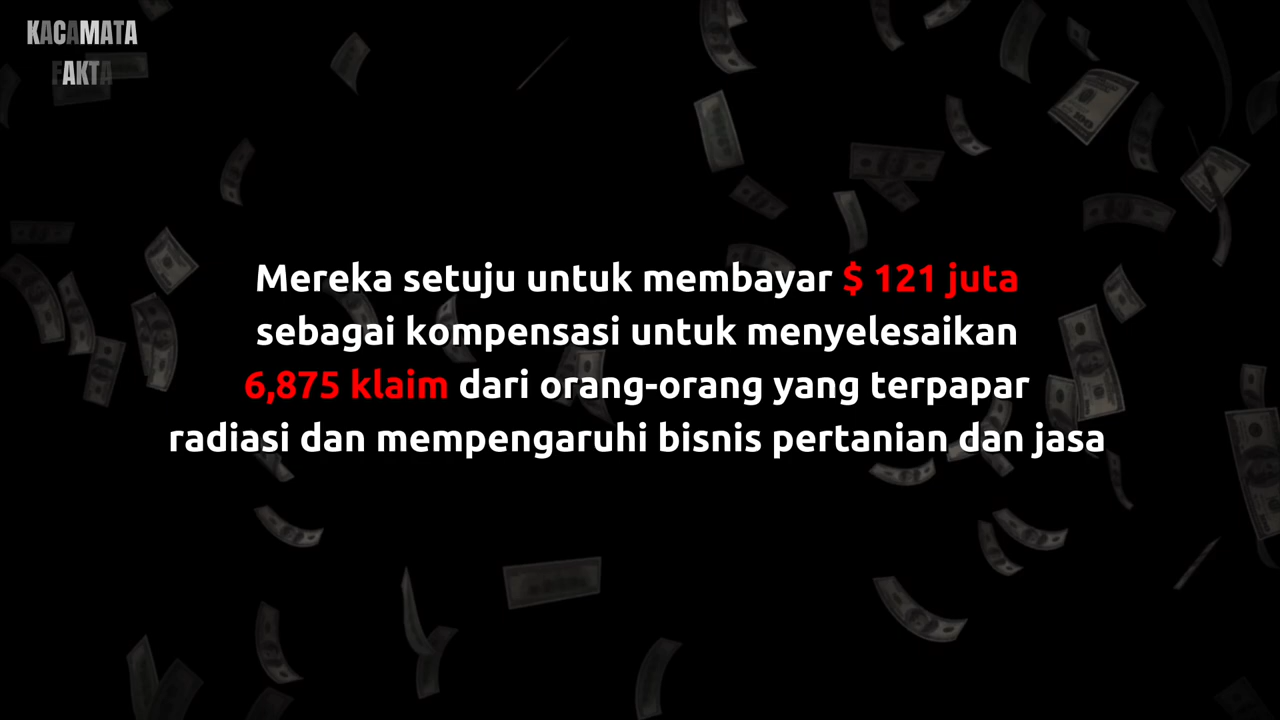 KACAMATA
FAKTA
Mereka setuju untuk membayar $ 121 juta
sebagai kompensasi untuk menyelesaikan
6,875 klaim dari orang-orang yang terpapar
radiasi dan mempengaruhi bisnis pertanian dan jasa